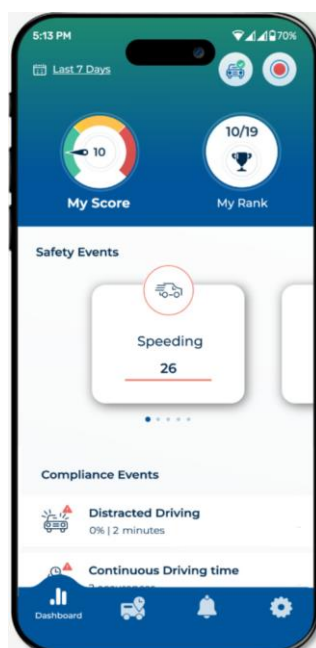 5:13 PM
70%
Last 7 Days
10
10/19
My Score
My Rank
Safety Events
Speeding
26
Compliance Events
Distracted Driving
0% | 2 minutes
Continuous Driving time
Dashboard